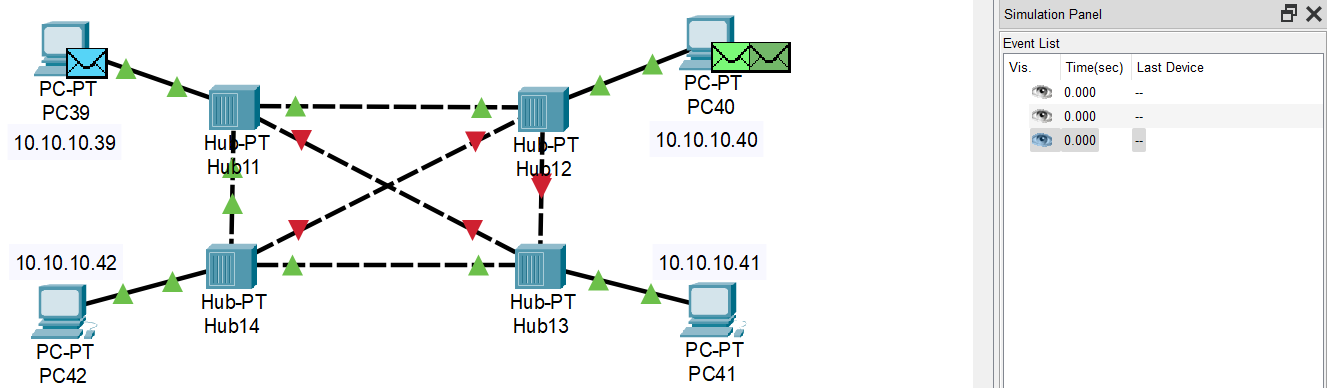 Simulation Panel
Event List
Vis. Time(sec) Last Device
0.000 --
0.000 --
0.000 --
PC-PT
PC39
10.10.10.39
Hub-PT
Hub11
Hub-PT
Hub12
PC-PT
PC40
10.10.10.40
10.10.10.42
Hub-PT
Hub14
PC-PT
PC42
Hub-PT
Hub13
10.10.10.41
PC-PT
PC41